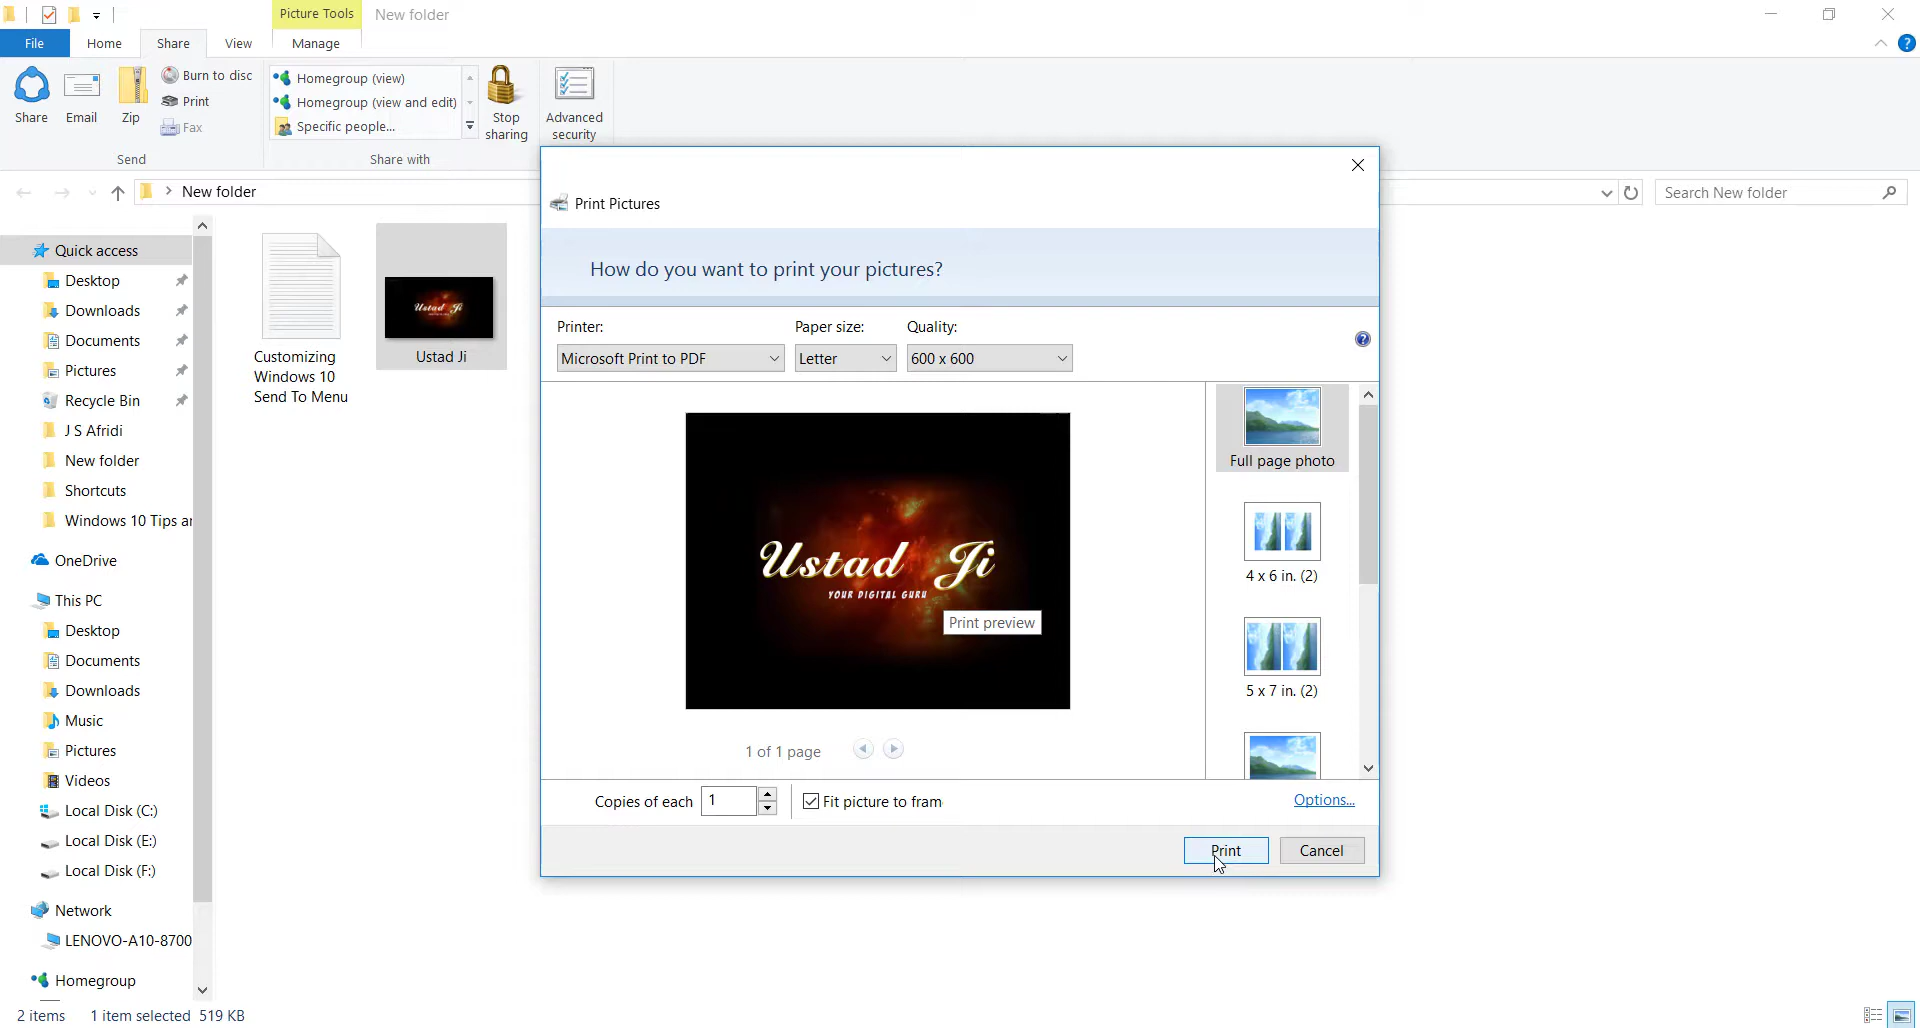 Picture Tools
New folder
File
Home
Share
View
Manage
Share
Email
Zip
Burn to disc
Print
Fax
Send
Homegroup (view)
Homegroup (view and edit)
Specific people...
Share with
Stop
sharing
Advanced
security
New folder
Search New folder
Quick access
Desktop
Downloads
Documents
Pictures
Recycle Bin
J S Afridi
New folder
Shortcuts
Windows 10 Tips ar
OneDrive
This PC
Desktop
Documents
Downloads
Music
Pictures
Videos
Local Disk (C:)
Local Disk (E:)
Local Disk (F:)
Network
LENOVO-A10-8700
Homegroup
Customizing
Windows 10
Send To Menu
Ustad Ji
Ustad Ji
Print Pictures
How do you want to print your pictures?
Printer:
Paper size:
Quality:
Microsoft Print to PDF
Letter
600 x 600
Ustad Ji
YOUR DIGITAL GURU
Print preview
1 of 1 page
Full page photo
4 x 6 in. (2)
5 x 7 in. (2)
Copies of each
1
Fit picture to fram
Options...
Print
Cancel
2 items
1 item selected 519 KB